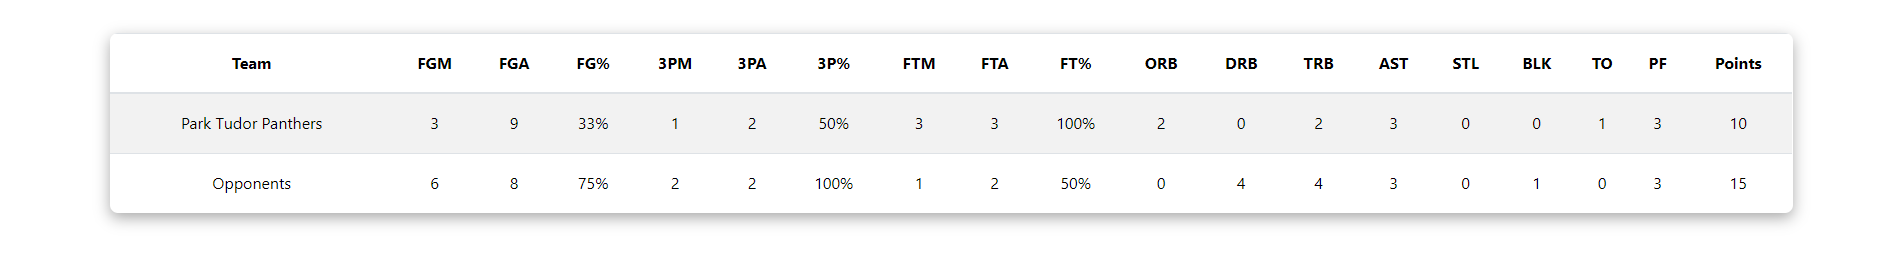 Team FGM FGA FG% 3PM 3PA 3P% FTM FTA FT% ORB DRB TRB AST STL BLK TO PF Points
Park Tudor Panthers 3 9 33% 1 2 50% 3 3 100% 2 0 2 3 0 0 1 3 10
Opponents 6 8 75% 2 2 100% 1 2 50% 0 4 4 3 0 1 0 3 15